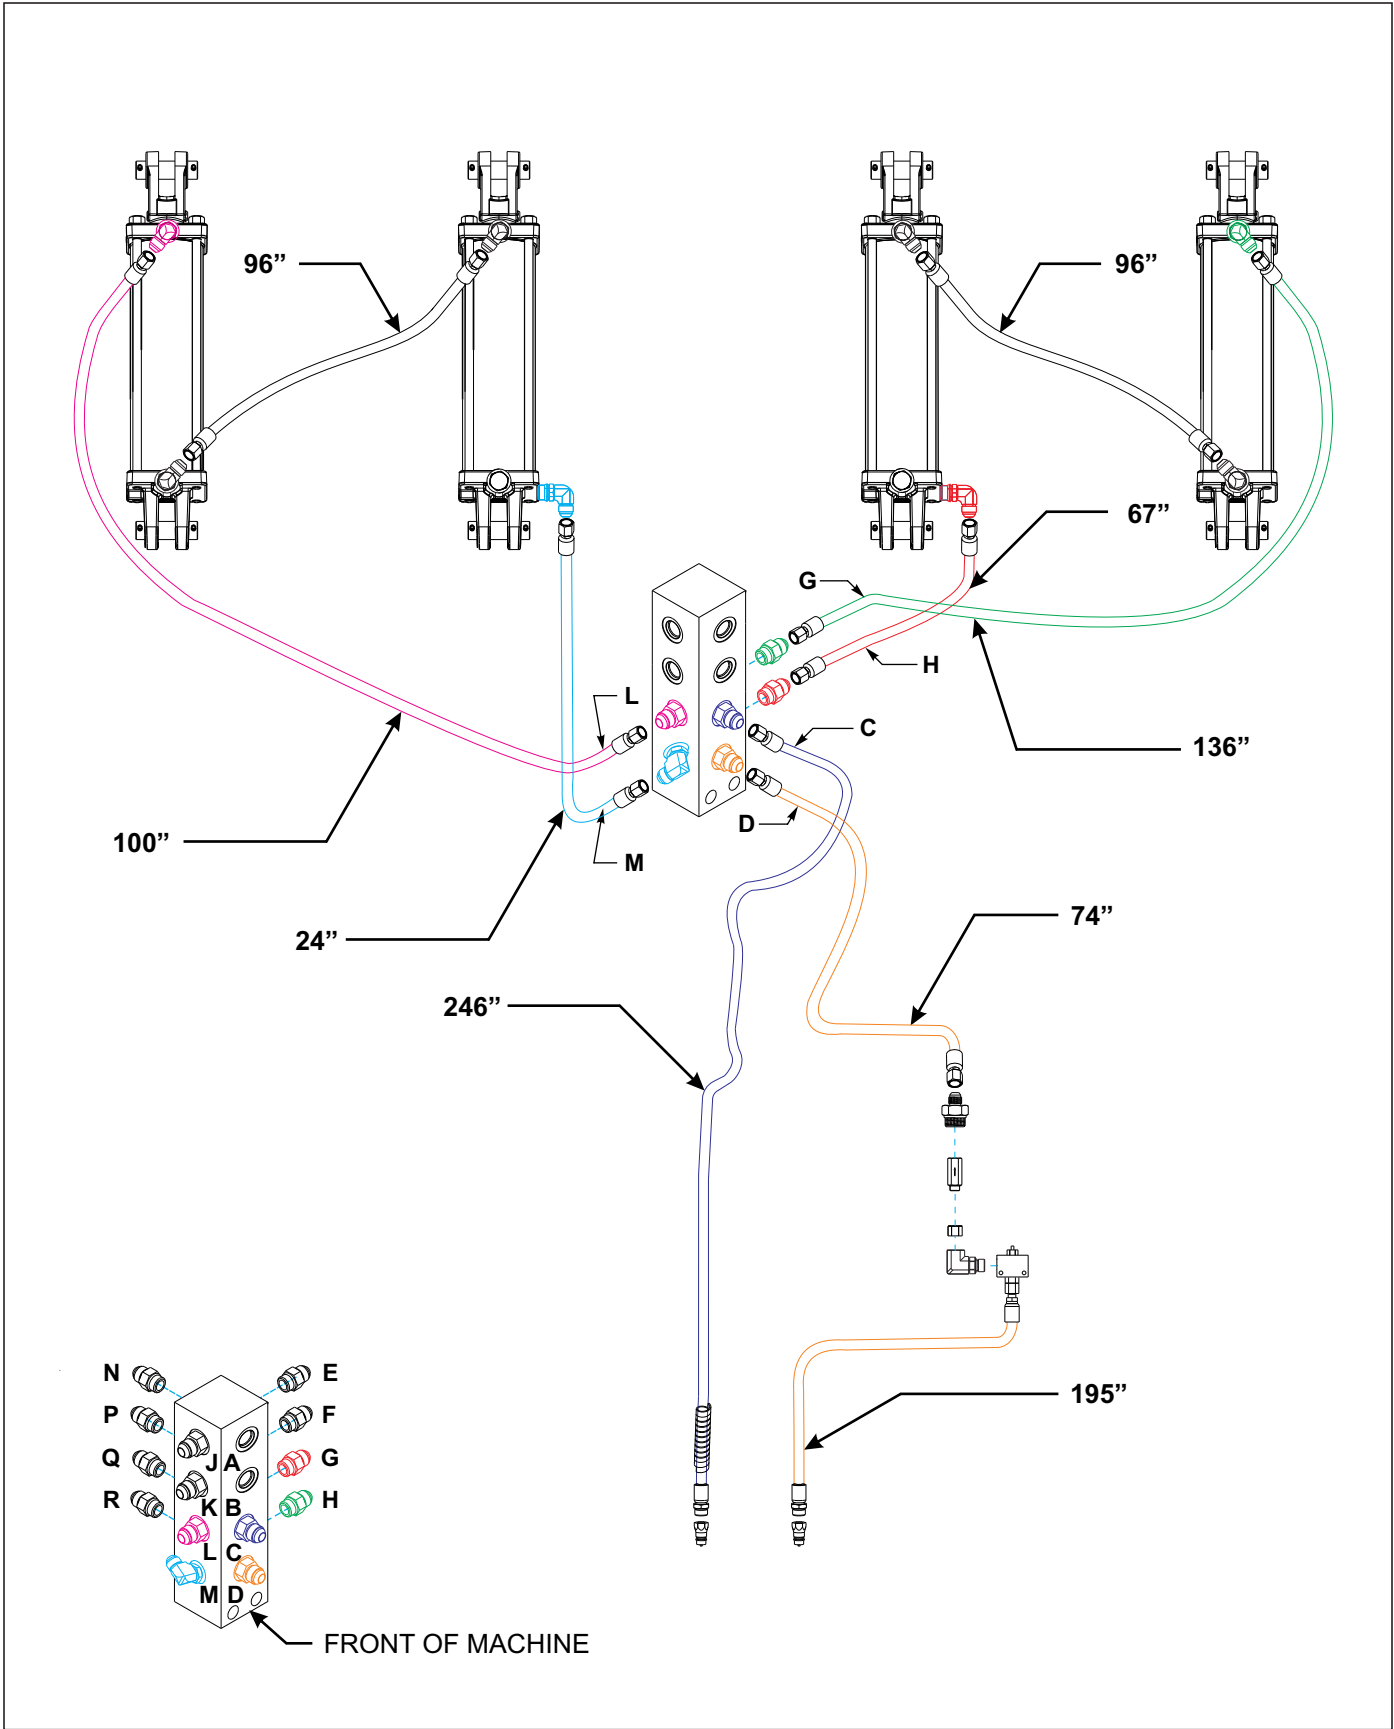 96”
96”
67”
G
H
L
C
136”
D
100”
M
74”
24”
246”
195”
N
E
P
F
J A
Q
G
R
K B
H
L C
M D
FRONT OF MACHINE